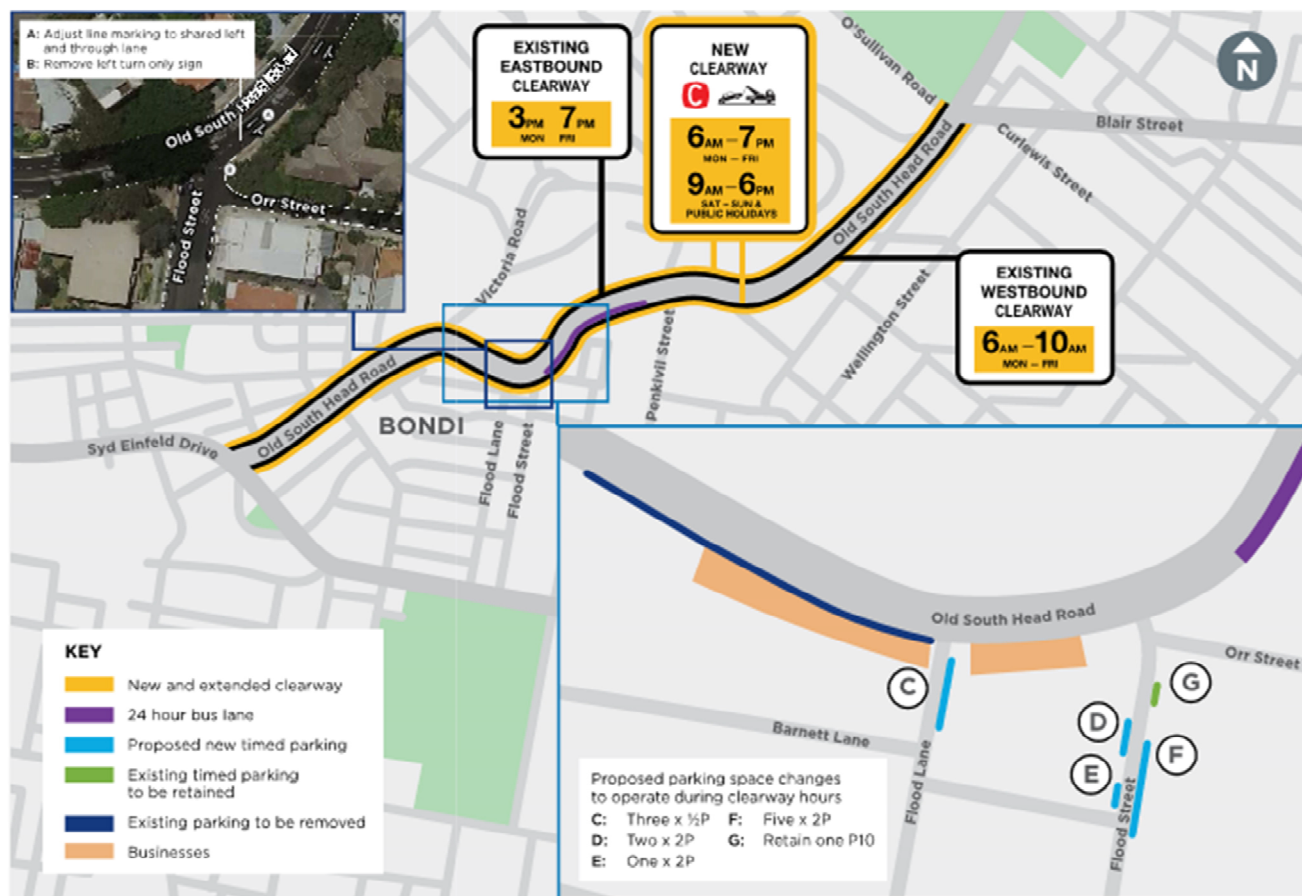 A: Adjust line marking to shared left
and through lane
B: Remove left turn only sign
Old South Head Road
A
B
Orr Street
Flood Street
EXISTING
EASTBOUND
CLEARWAY
3PM 7PM
MON FRI
NEW
CLEARWAY
C
6AM – 7PM
MON – FRI
9AM – 6PM
SAT – SUN &
PUBLIC HOLIDAYS
O'Sullivan Road
N
Blair Street
Curlewis Street
Old South Head Road
Victoria Road
Wellington Street
EXISTING
WESTBOUND
CLEARWAY
6AM – 10AM
MON – FRI
Penkivil Street
Old South Head Road
BONDI
Syd Einfeld Drive
Flood Lane
Flood Street
Old South Head Road
Orr Street
C
G
D
F
E
Barnett Lane
Flood Lane
Flood Street
KEY
New and extended clearway
24 hour bus lane
Proposed new timed parking
Existing timed parking
to be retained
Existing parking to be removed
Businesses
Proposed parking space changes
to operate during clearway hours
C: Three x ½P F: Five x 2P
D: Two x 2P G: Retain one P10
E: One x 2P